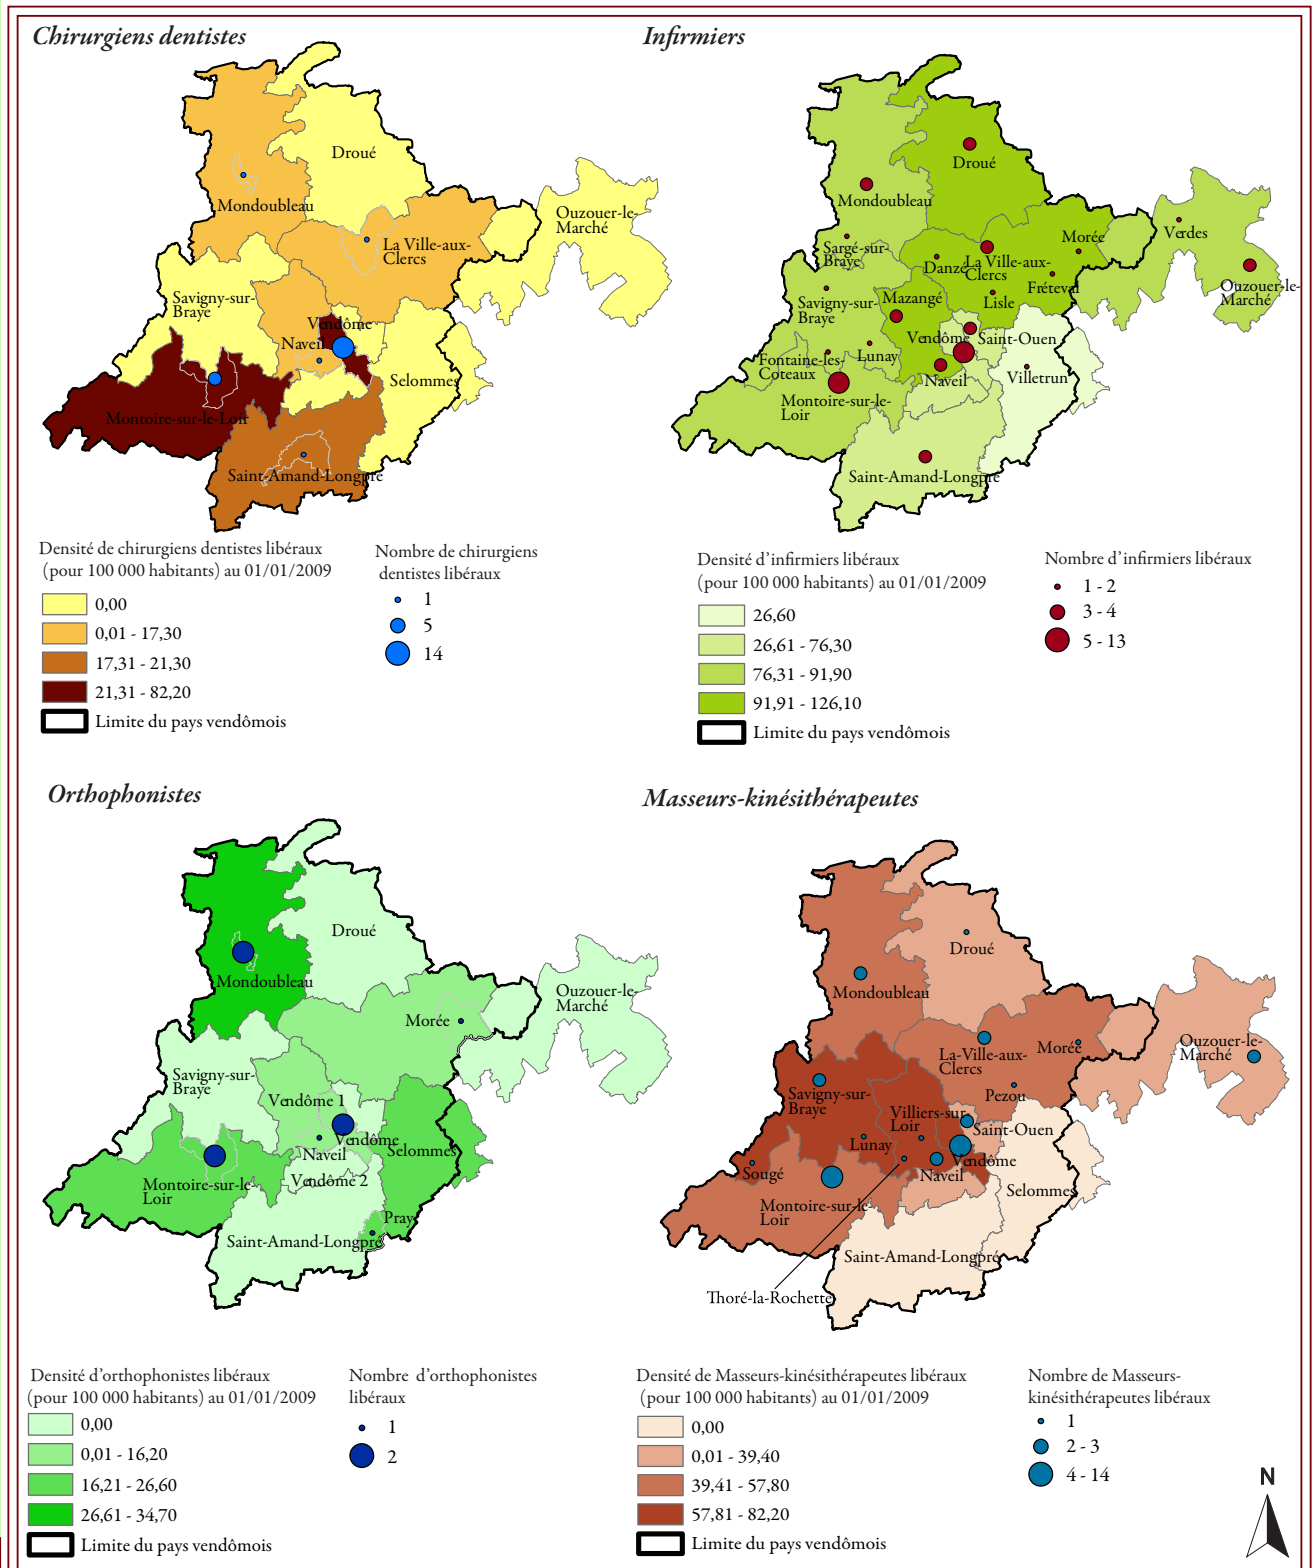 Chirurgiens dentistes
Droué
Mondoubleau
Ouzouer-le-
Marché
La Ville-aux-
Clercs
Savigny-sur-
Braye
Vendôme
Naveil
Selommes
Montoire-sur-le-Loir
Saint-Amand-Longpré
Densité de chirurgiens dentistes libéraux
(pour 100 000 habitants) au 01/01/2009
0,00
0,01 - 17,30
17,31 - 21,30
21,31 - 82,20
Limite du pays vendômois
Nombre de chirurgiens
dentistes libéraux
1
5
14
Infirmiers
Droué
Mondoubleau
Verdes
Morée
Sargé-sur-
Braye
Danzé
La Ville-aux-
Clercs
Fréteval
Ouzouer-le-
Marché
Savigny-sur-
Braye
Mazangé
Lisle
Vendôme
Saint-Ouen
Lunay
Fontaine-les-
Coteaux
Naveil
Villetrun
Montoire-sur-le-
Loir
Saint-Amand-Longpré
Densité d’infirmiers libéraux
(pour 100 000 habitants) au 01/01/2009
26,60
26,61 - 76,30
76,31 - 91,90
91,91 - 126,10
Limite du pays vendômois
Nombre d’infirmiers libéraux
1 - 2
3 - 4
5 - 13
Orthophonistes
Droué
Mondoubleau
Ouzouer-le-
Marché
Morée
Savigny-sur-
Braye
Vendôme 1
Vendôme
Naveil
Selommes
Vendôme 2
Montoire-sur-le-
Loir
Pray
Saint-Amand-Longpré
Densité d’orthophonistes libéraux
(pour 100 000 habitants) au 01/01/2009
0,00
0,01 - 16,20
16,21 - 26,60
26,61 - 34,70
Limite du pays vendômois
Nombre d’orthophonistes
libéraux
1
2
Masseurs-kinésithérapeutes
Droué
Mondoubleau
Ouzouer-le-
Marché
Morée
La-Ville-aux-
Clercs
Pezou
Savigny-sur-
Braye
Villiers-sur-
Loir
Saint-Ouen
Lunay
Vendôme
Sougé
Naveil
Selommes
Montoire-sur-le-
Loir
Saint-Amand-Longpré
Thoré-la-Rochette
Densité de Masseurs-kinésithérapeutes libéraux
(pour 100 000 habitants) au 01/01/2009
0,00
0,01 - 39,40
39,41 - 57,80
57,81 - 82,20
Limite du pays vendômois
Nombre de Masseurs-
kinésithérapeutes libéraux
1
2 - 3
4 - 14
N